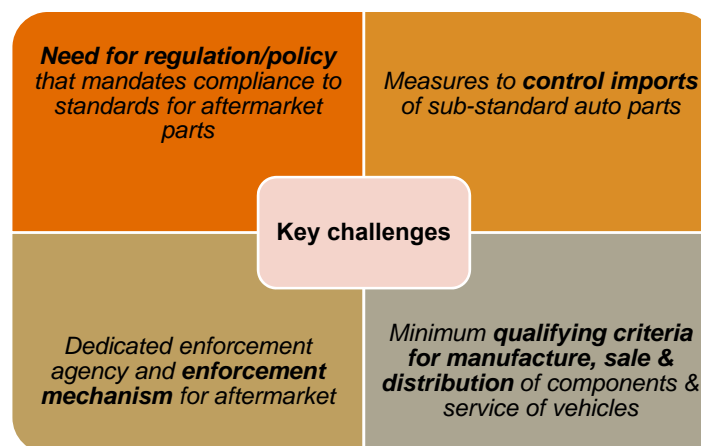 Need for regulation/policy
that mandates compliance to
standards for aftermarket
parts
Measures to control imports
of sub-standard auto parts
Key challenges
Dedicated enforcement
agency and enforcement
mechanism for aftermarket
Minimum qualifying criteria
for manufacture, sale &
distribution of components &
service of vehicles